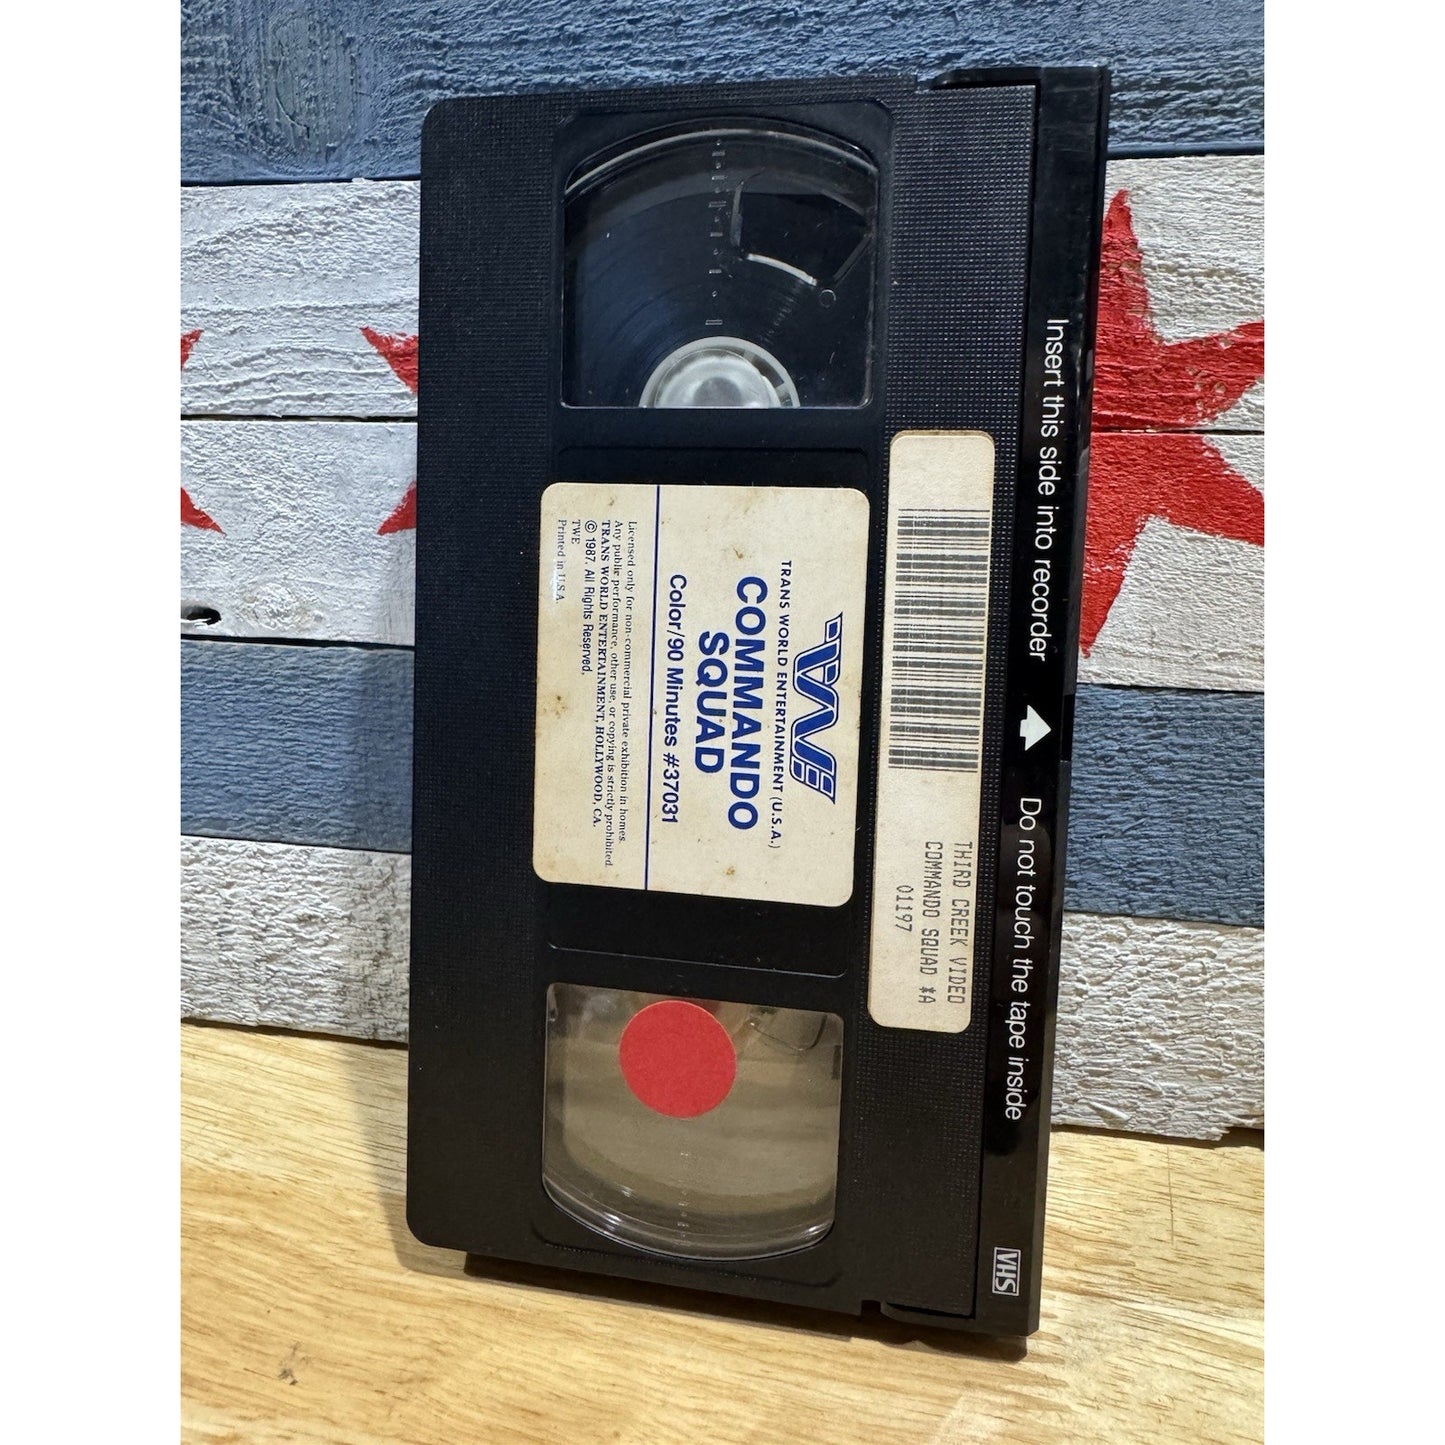 Insert this side into recorder
Do not touch the tape inside
VHS
THIRD CREEK VIDEO
COMMANDO SQUAD *A
01197
TWE
TRANS WORLD ENTERTAINMENT (U.S.A.)
COMMANDO
SQUAD
Color/90 Minutes #37031
Licensed only for non-commercial private exhibition in homes.
Any public performance, other use, or copying is strictly prohibited.
TRANS WORLD ENTERTAINMENT, HOLLYWOOD, CA.
© 1987. All Rights Reserved.
TWE
Printed in U.S.A.